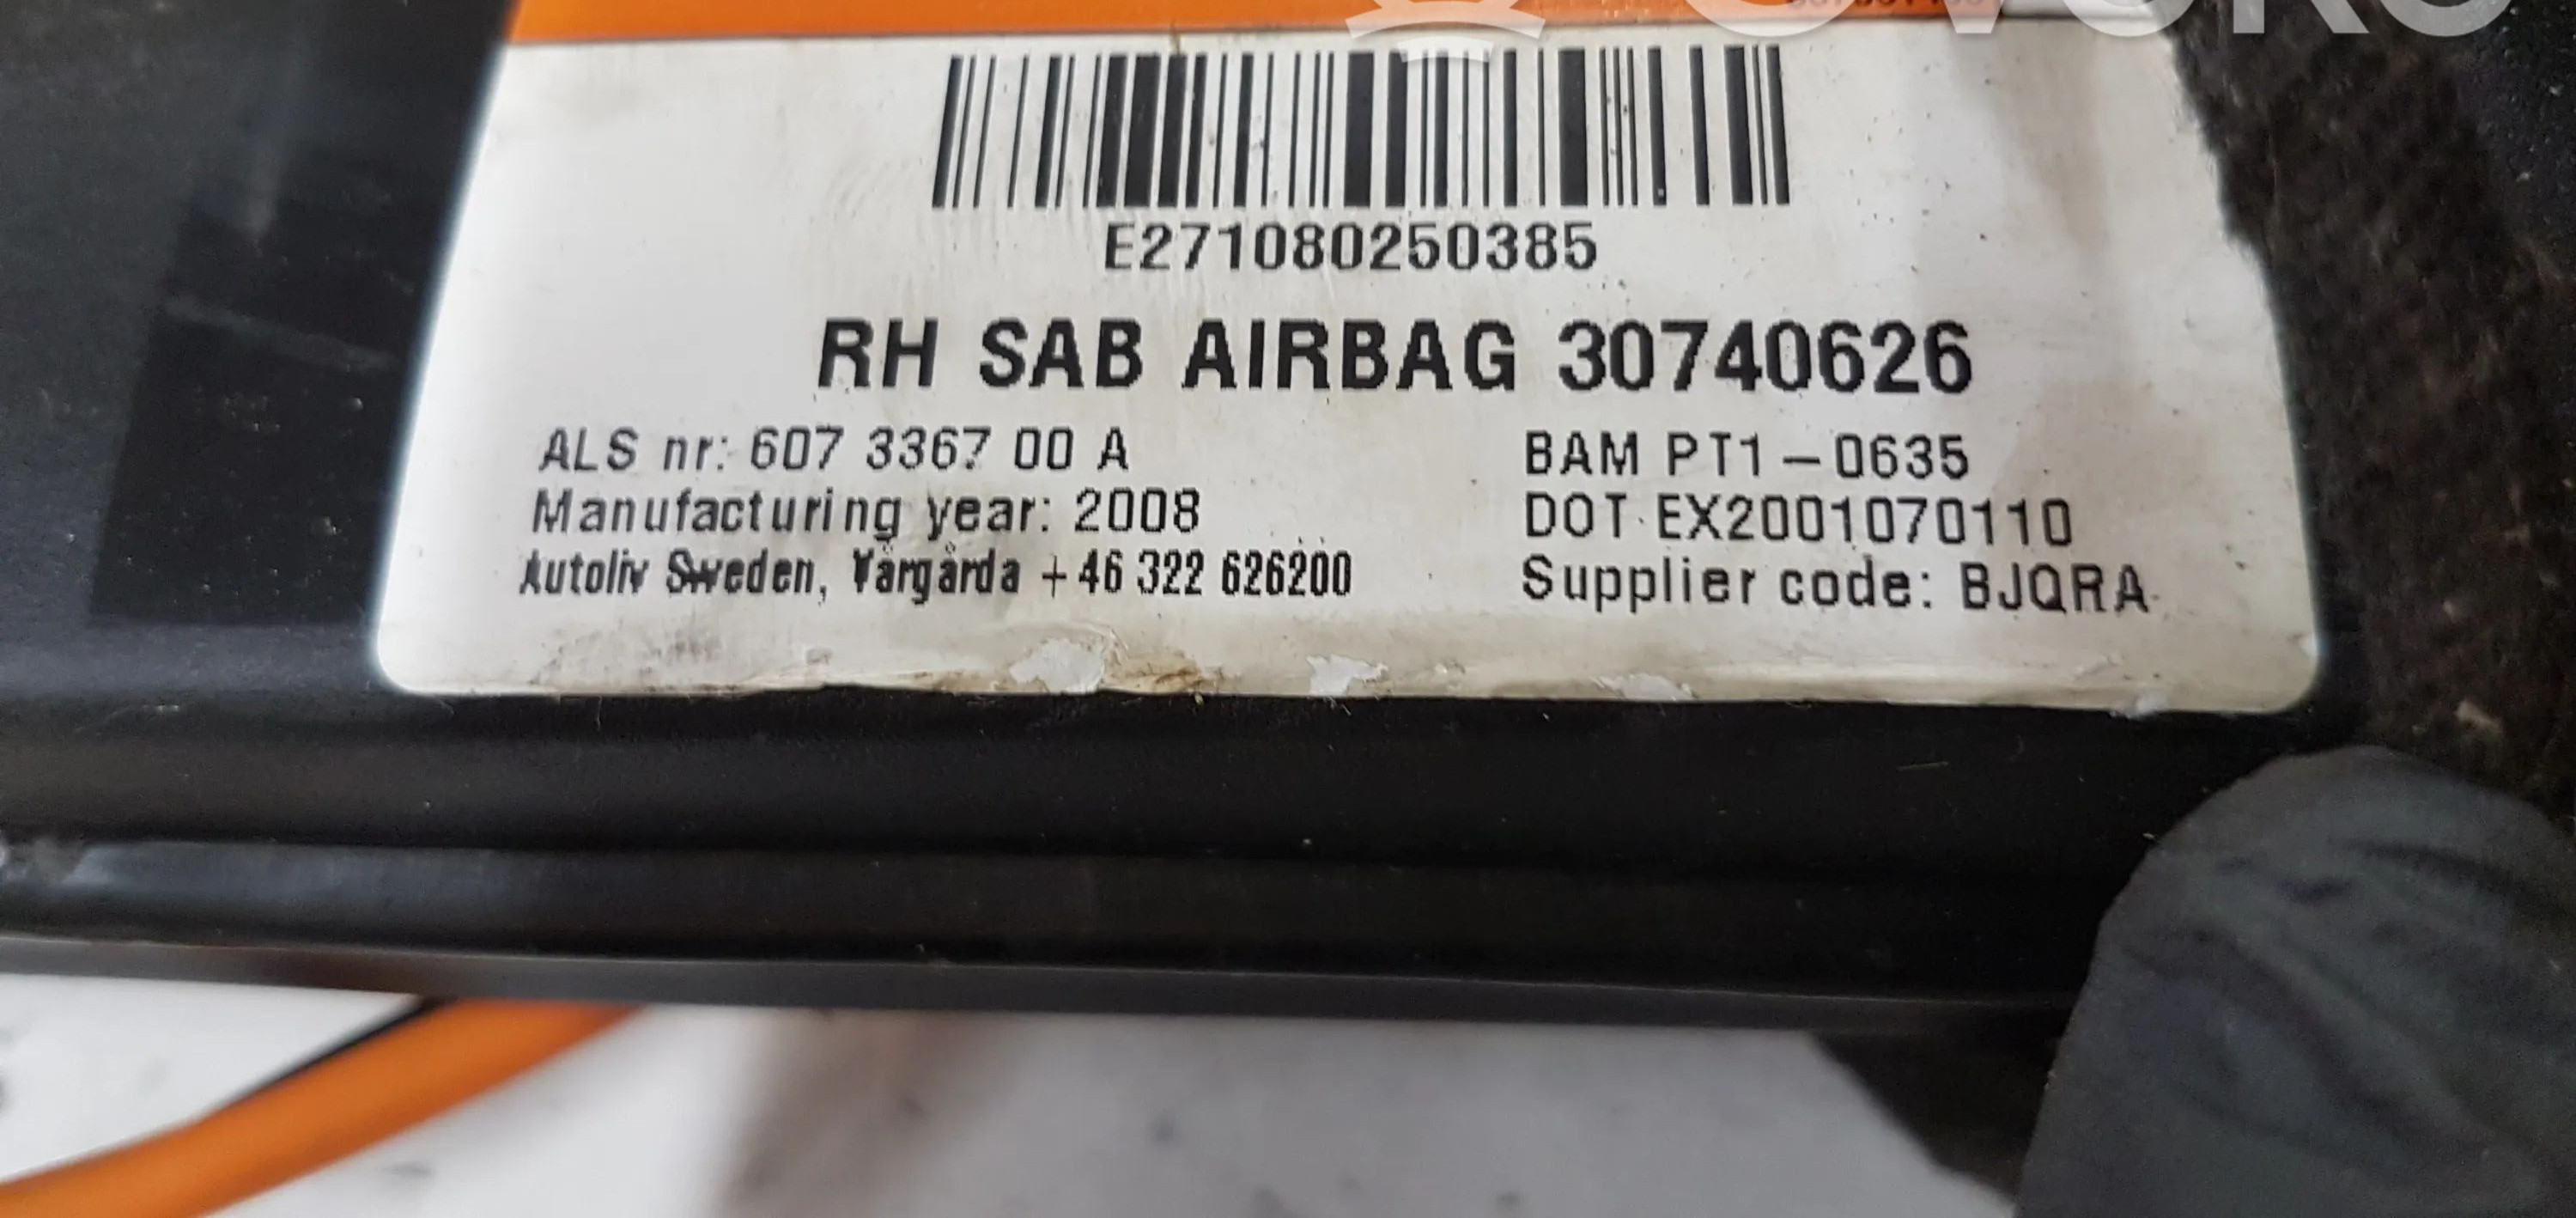 E271080250385
RH SAB AIRBAG 30740626
ALS nr: 607 3367 00 A
BAM PT1-0635
Manufacturing year: 2008
DOT EX2001070110
Autoliv Sweden, Vårgårda +46 322 626200
Supplier code: BJQRA